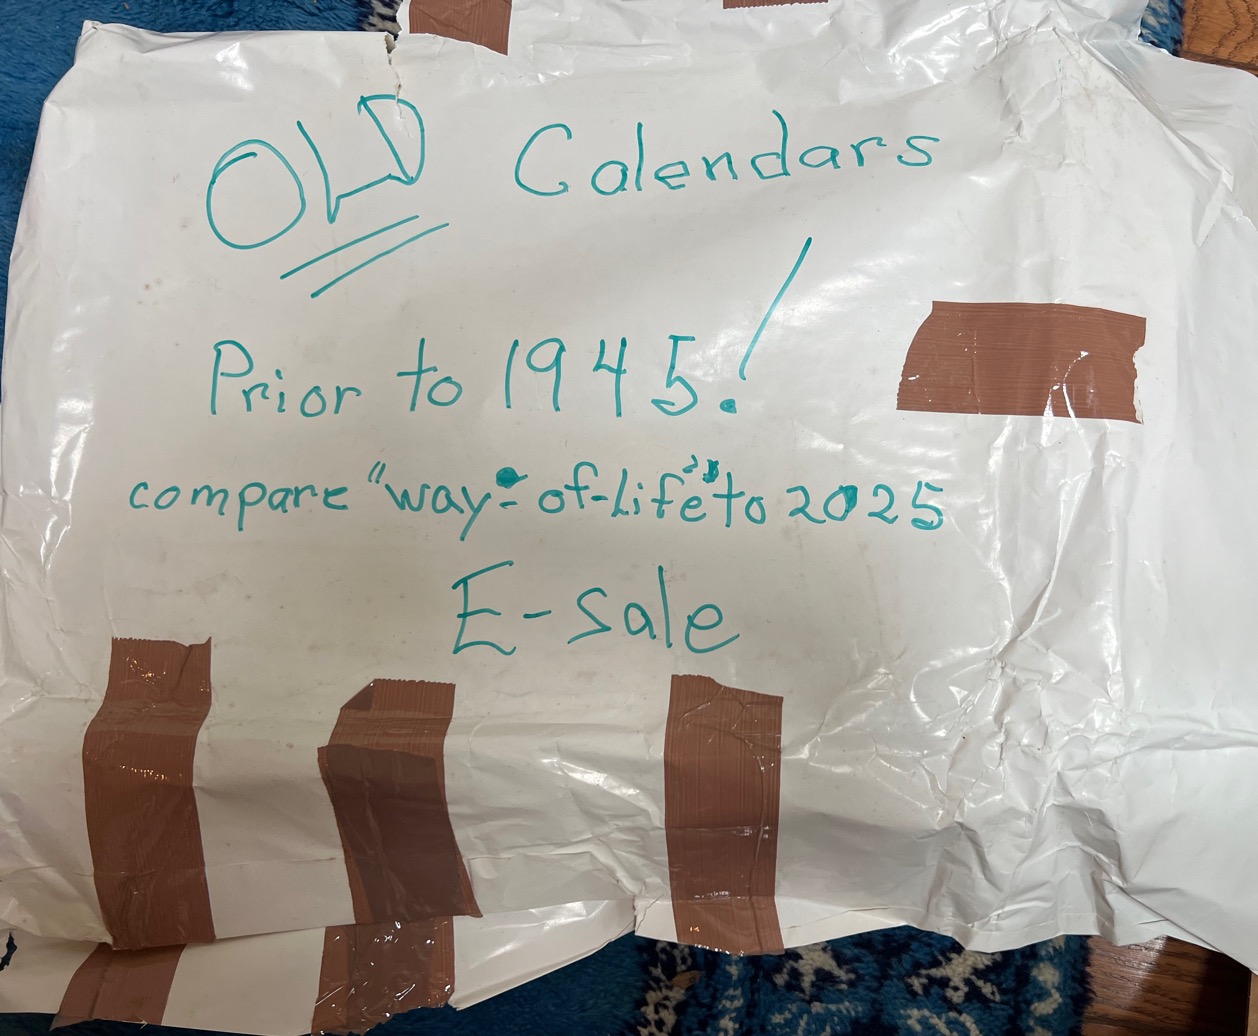 OLD Calendars
Prior to 1945!
compare "way-of-Life" to 2025
E-sale